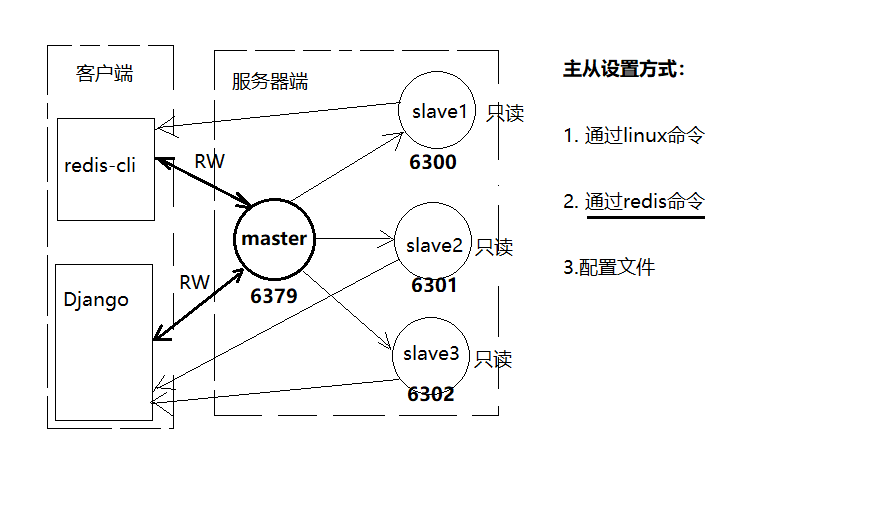 客户端
redis-cli
Django
RW
RW
服务器端
master
6379
slave1
只读
6300
slave2
只读
6301
slave3
只读
6302
主从设置方式：
1. 通过linux命令
2. 通过redis命令
3.配置文件